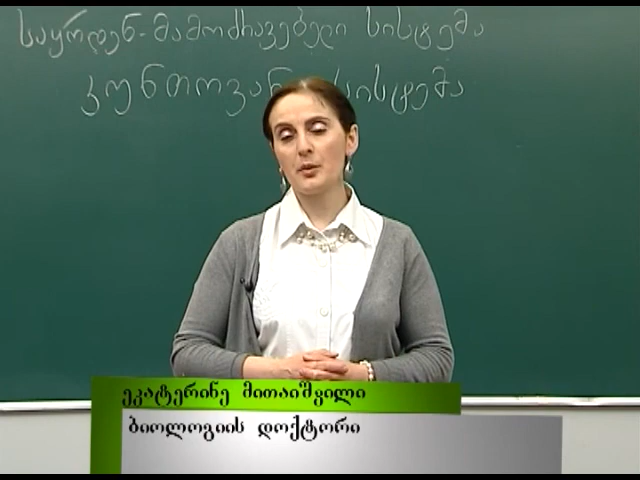 საყრდენ-მამოძრავებელი სისტემა
კუნთოვანი სისტემა
ეკატერინე მითაიშვილი
ბიოლოგიის დოქტორი